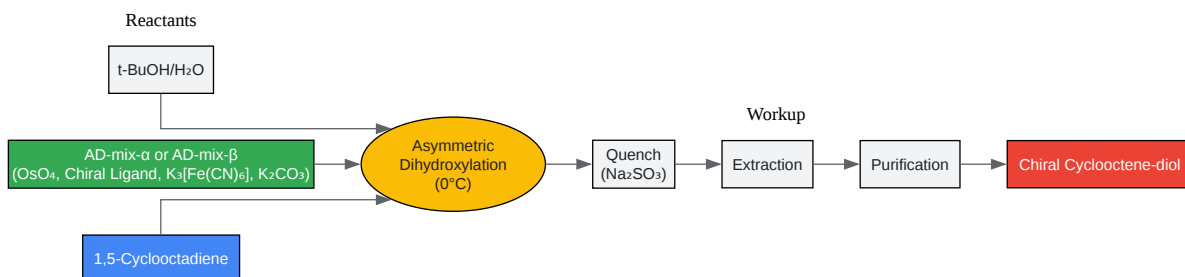 Reactants
t-BuOH/H₂O
AD-mix-α or AD-mix-β
(OsO₄, Chiral Ligand, K₃[Fe(CN)₆], K₂CO₃)
1,5-Cyclooctadiene
Asymmetric
Dihydroxylation
(0°C)
Workup
Quench
(Na₂SO₃)
Extraction
Purification
Chiral Cyclooctene-diol